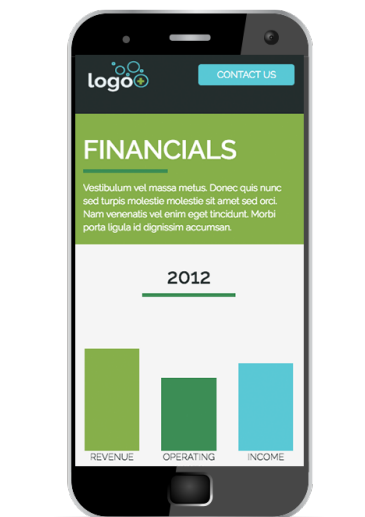 logo
CONTACT US
FINANCIALS
Vestibulum vel massa metus. Donec quis nunc
sed turpis molestie molestie sit amet sed orci.
Nam venenatis vel enim eget tincidunt. Morbi
porta ligula id dignissim accumsan.
2012
REVENUE OPERATING INCOME